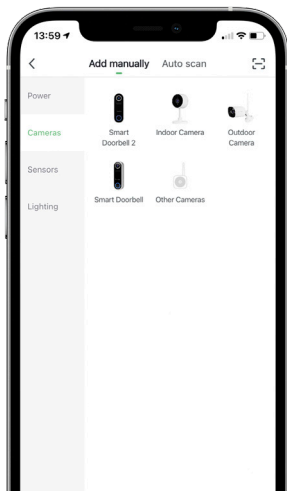 13:59
Add manually Auto scan
Power
Cameras
Sensors
Lighting
Smart
Doorbell 2
Indoor Camera
Outdoor
Camera
Smart Doorbell
Other Cameras